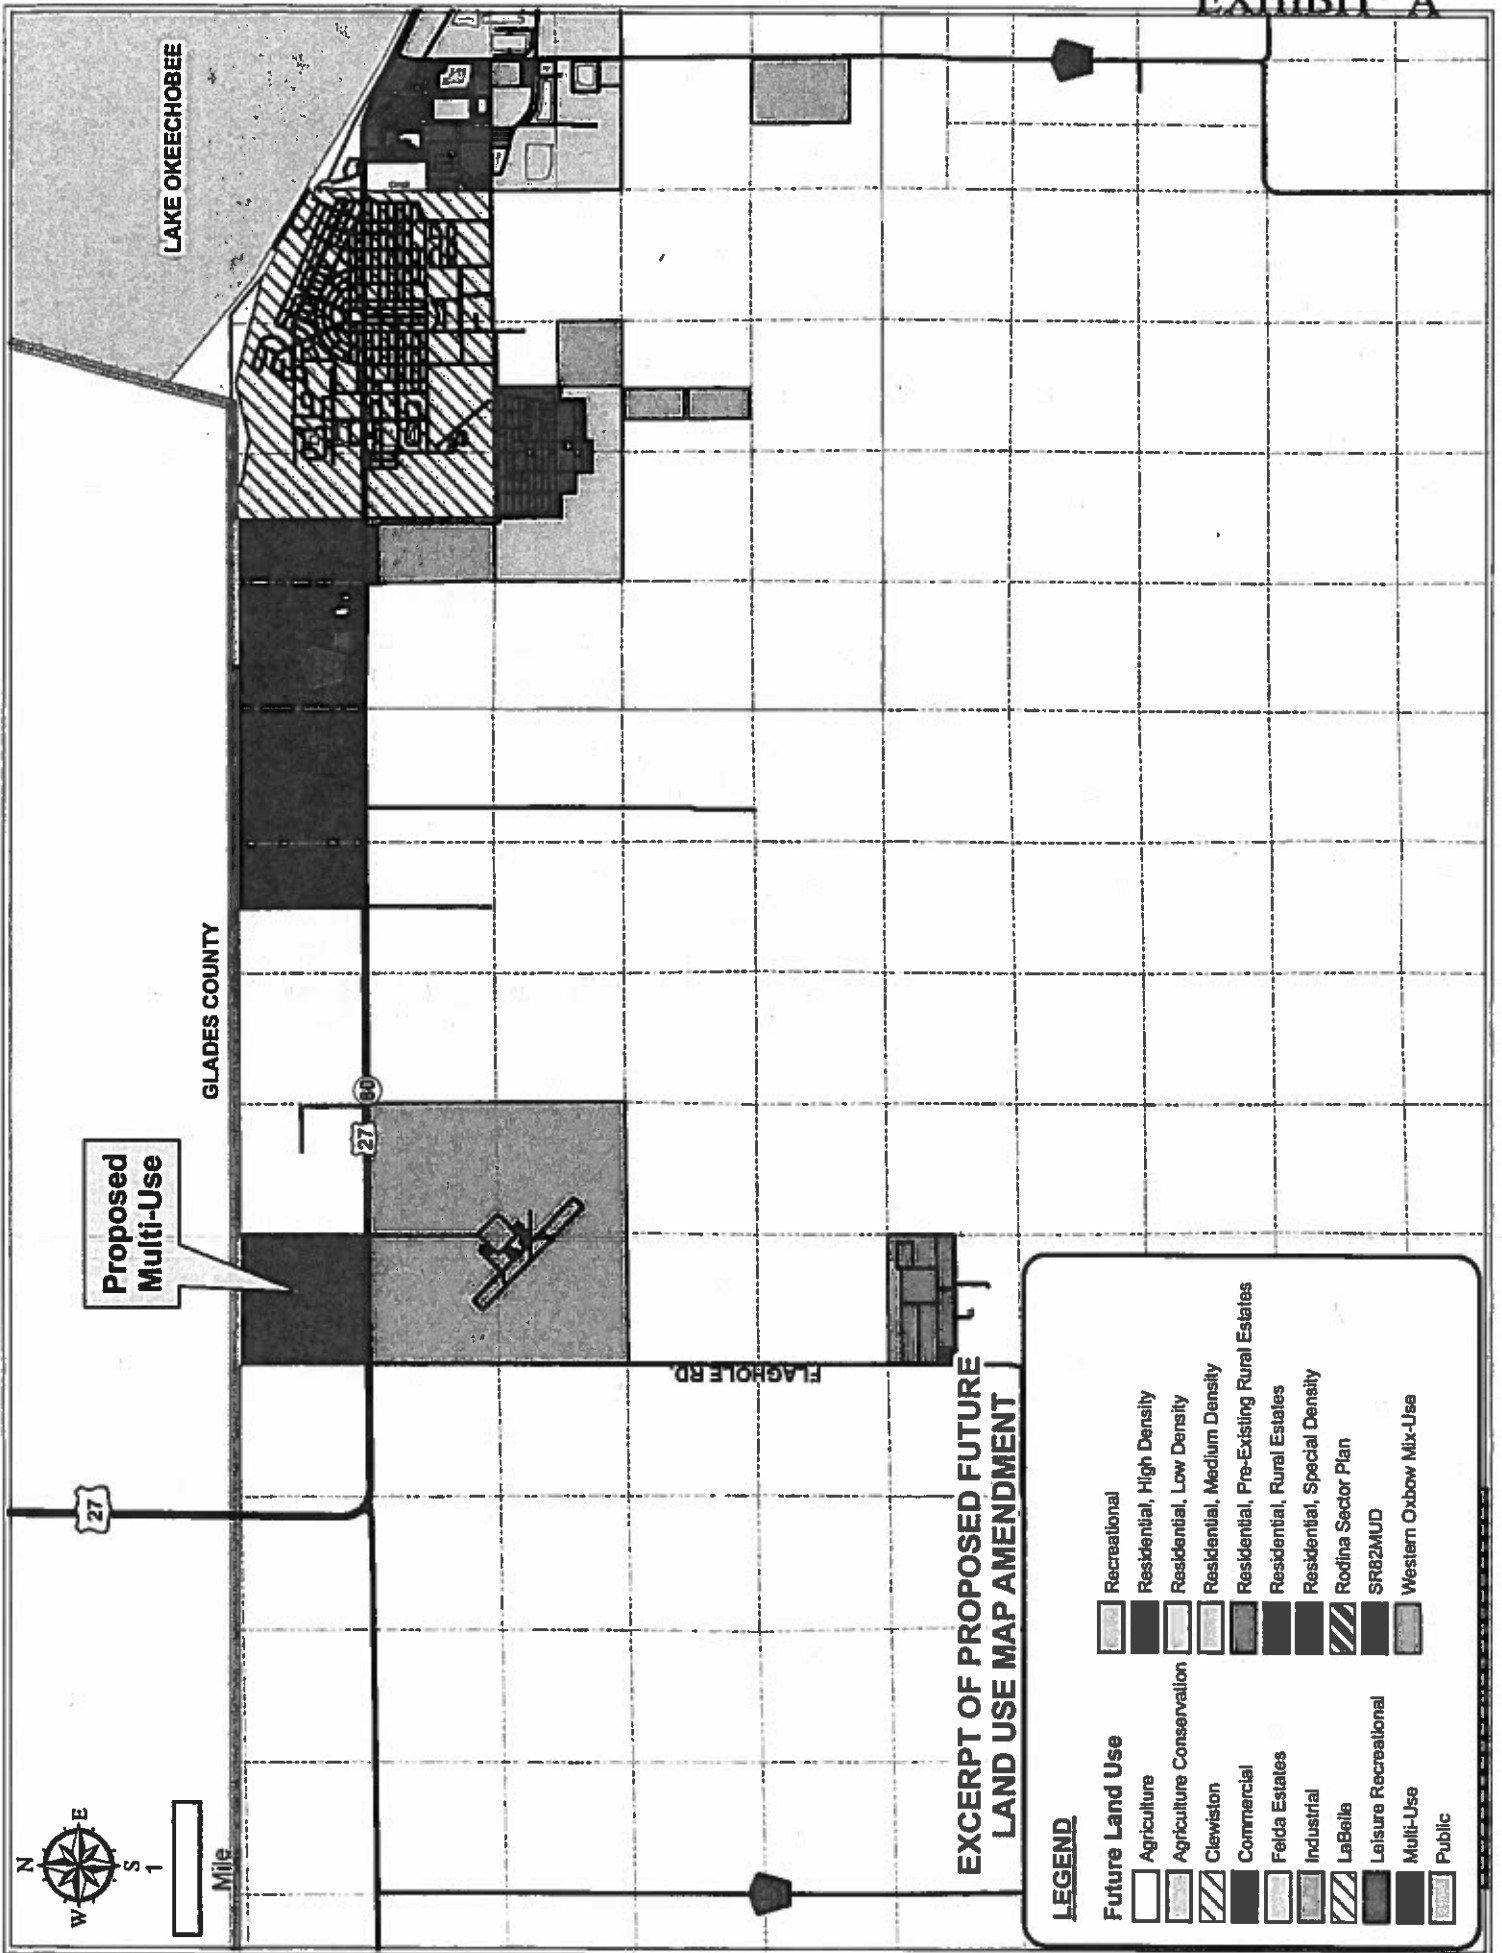 EXHIBIT A
LAKE OKEECHOBEE
GLADES COUNTY
Proposed
Multi-Use
27
80
27
FLAGHOLE RD.
N
W
E
S
1
Mile
EXCERPT OF PROPOSED FUTURE
LAND USE MAP AMENDMENT
LEGEND
Future Land Use
Agriculture
Agriculture Conservation
Clewiston
Commercial
Felda Estates
Industrial
LaBelle
Leisure Recreational
Multi-Use
Public
Recreational
Residential, High Density
Residential, Low Density
Residential, Medium Density
Residential, Pre-Existing Rural Estates
Residential, Rural Estates
Residential, Special Density
Rodina Sector Plan
SR82MUD
Western Oxbow Mix-Use